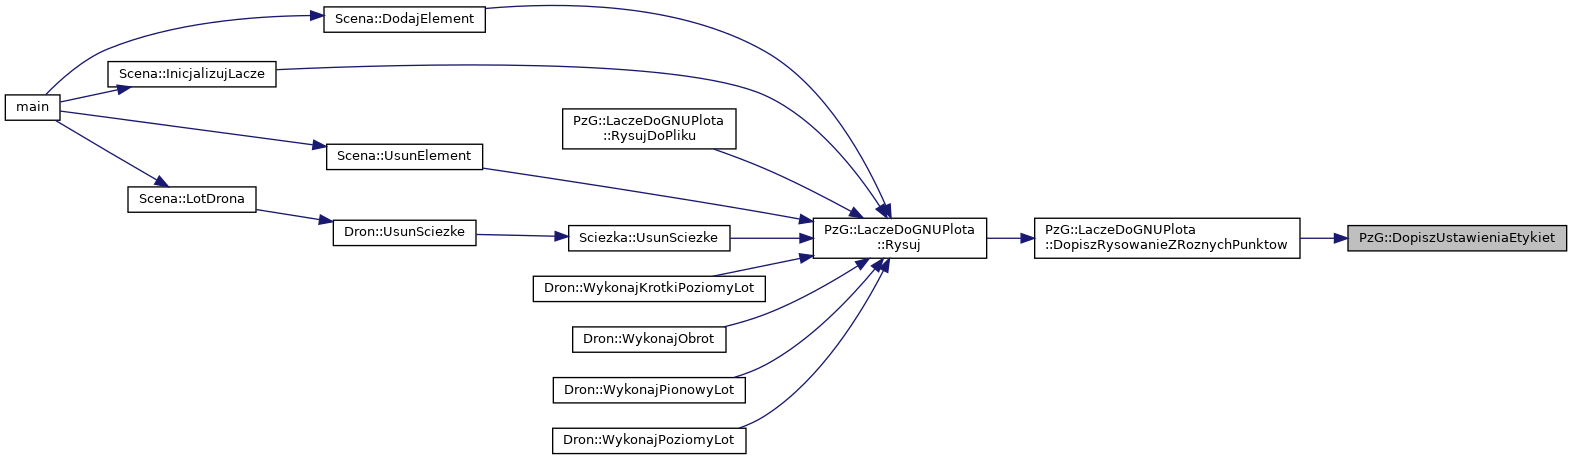 Scena::DodajElement
Scena::InicjalizujLacze
main
PzG::LaczeDoGNUPlota
::RysujDoPliku
Scena::UsunElement
Scena::LotDrona
Dron::UsunSciezke
Sciezka::UsunSciezke
PzG::LaczeDoGNUPlota
::Rysuj
PzG::LaczeDoGNUPlota
::DopiszRysowanieZRoznychPunktow
PzG::DopiszUstawieniaEtykiet
Dron::WykonajKrotkiPoziomyLot
Dron::WykonajObrot
Dron::WykonajPionowyLot
Dron::WykonajPoziomyLot